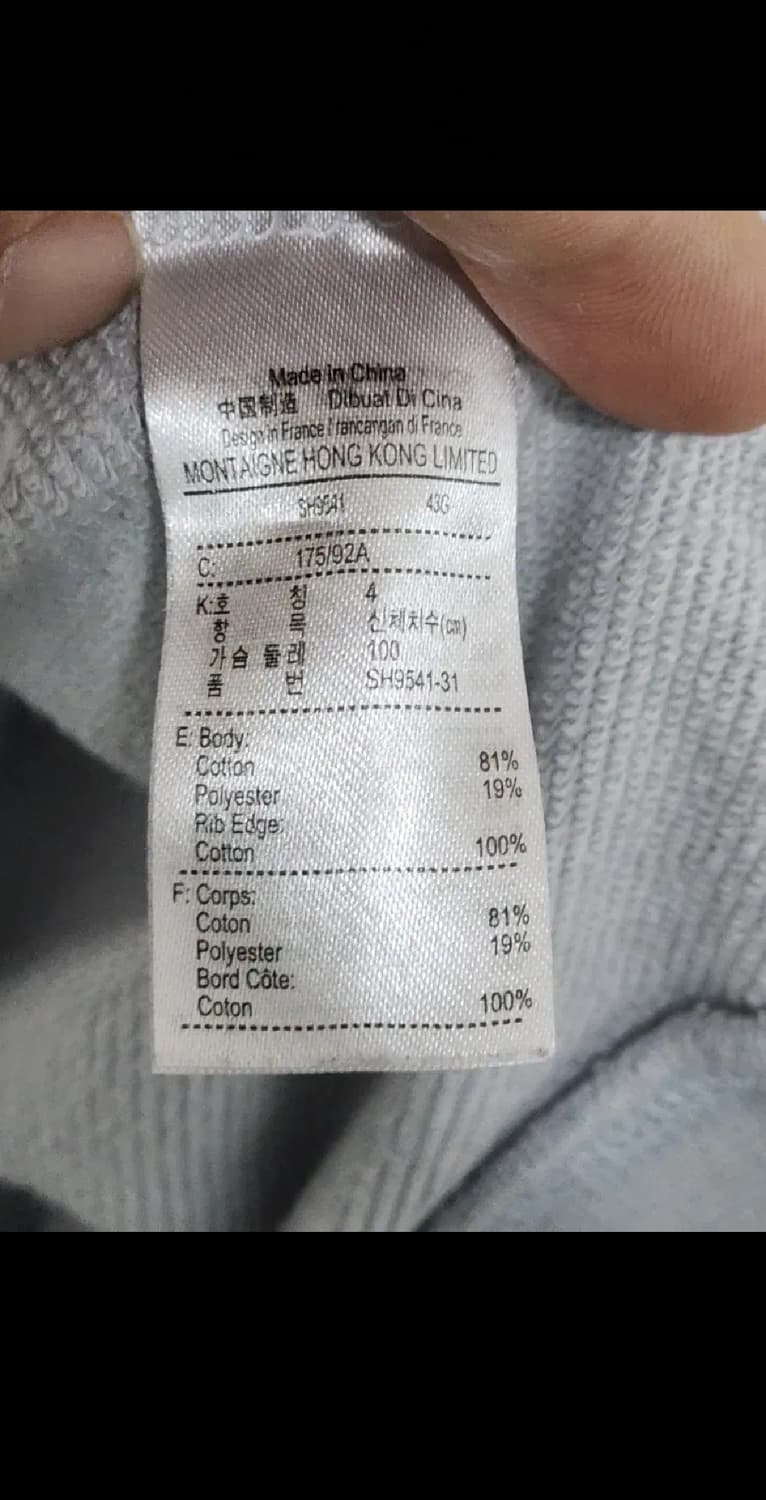 Made in China
中国制造 Dibuat Di Cina
Design in France / rancangan di France
MONTAIGNE HONG KONG LIMITED
SH9541 43G
C: 175/92A
K:호 칭 4
항 목 신체치수(cm)
가슴 둘레 100
품 번 SH9541-31
E: Body:
Cotton 81%
Polyester 19%
Rib Edge:
Cotton 100%
F: Corps:
Coton 81%
Polyester 19%
Bord Côte:
Coton 100%